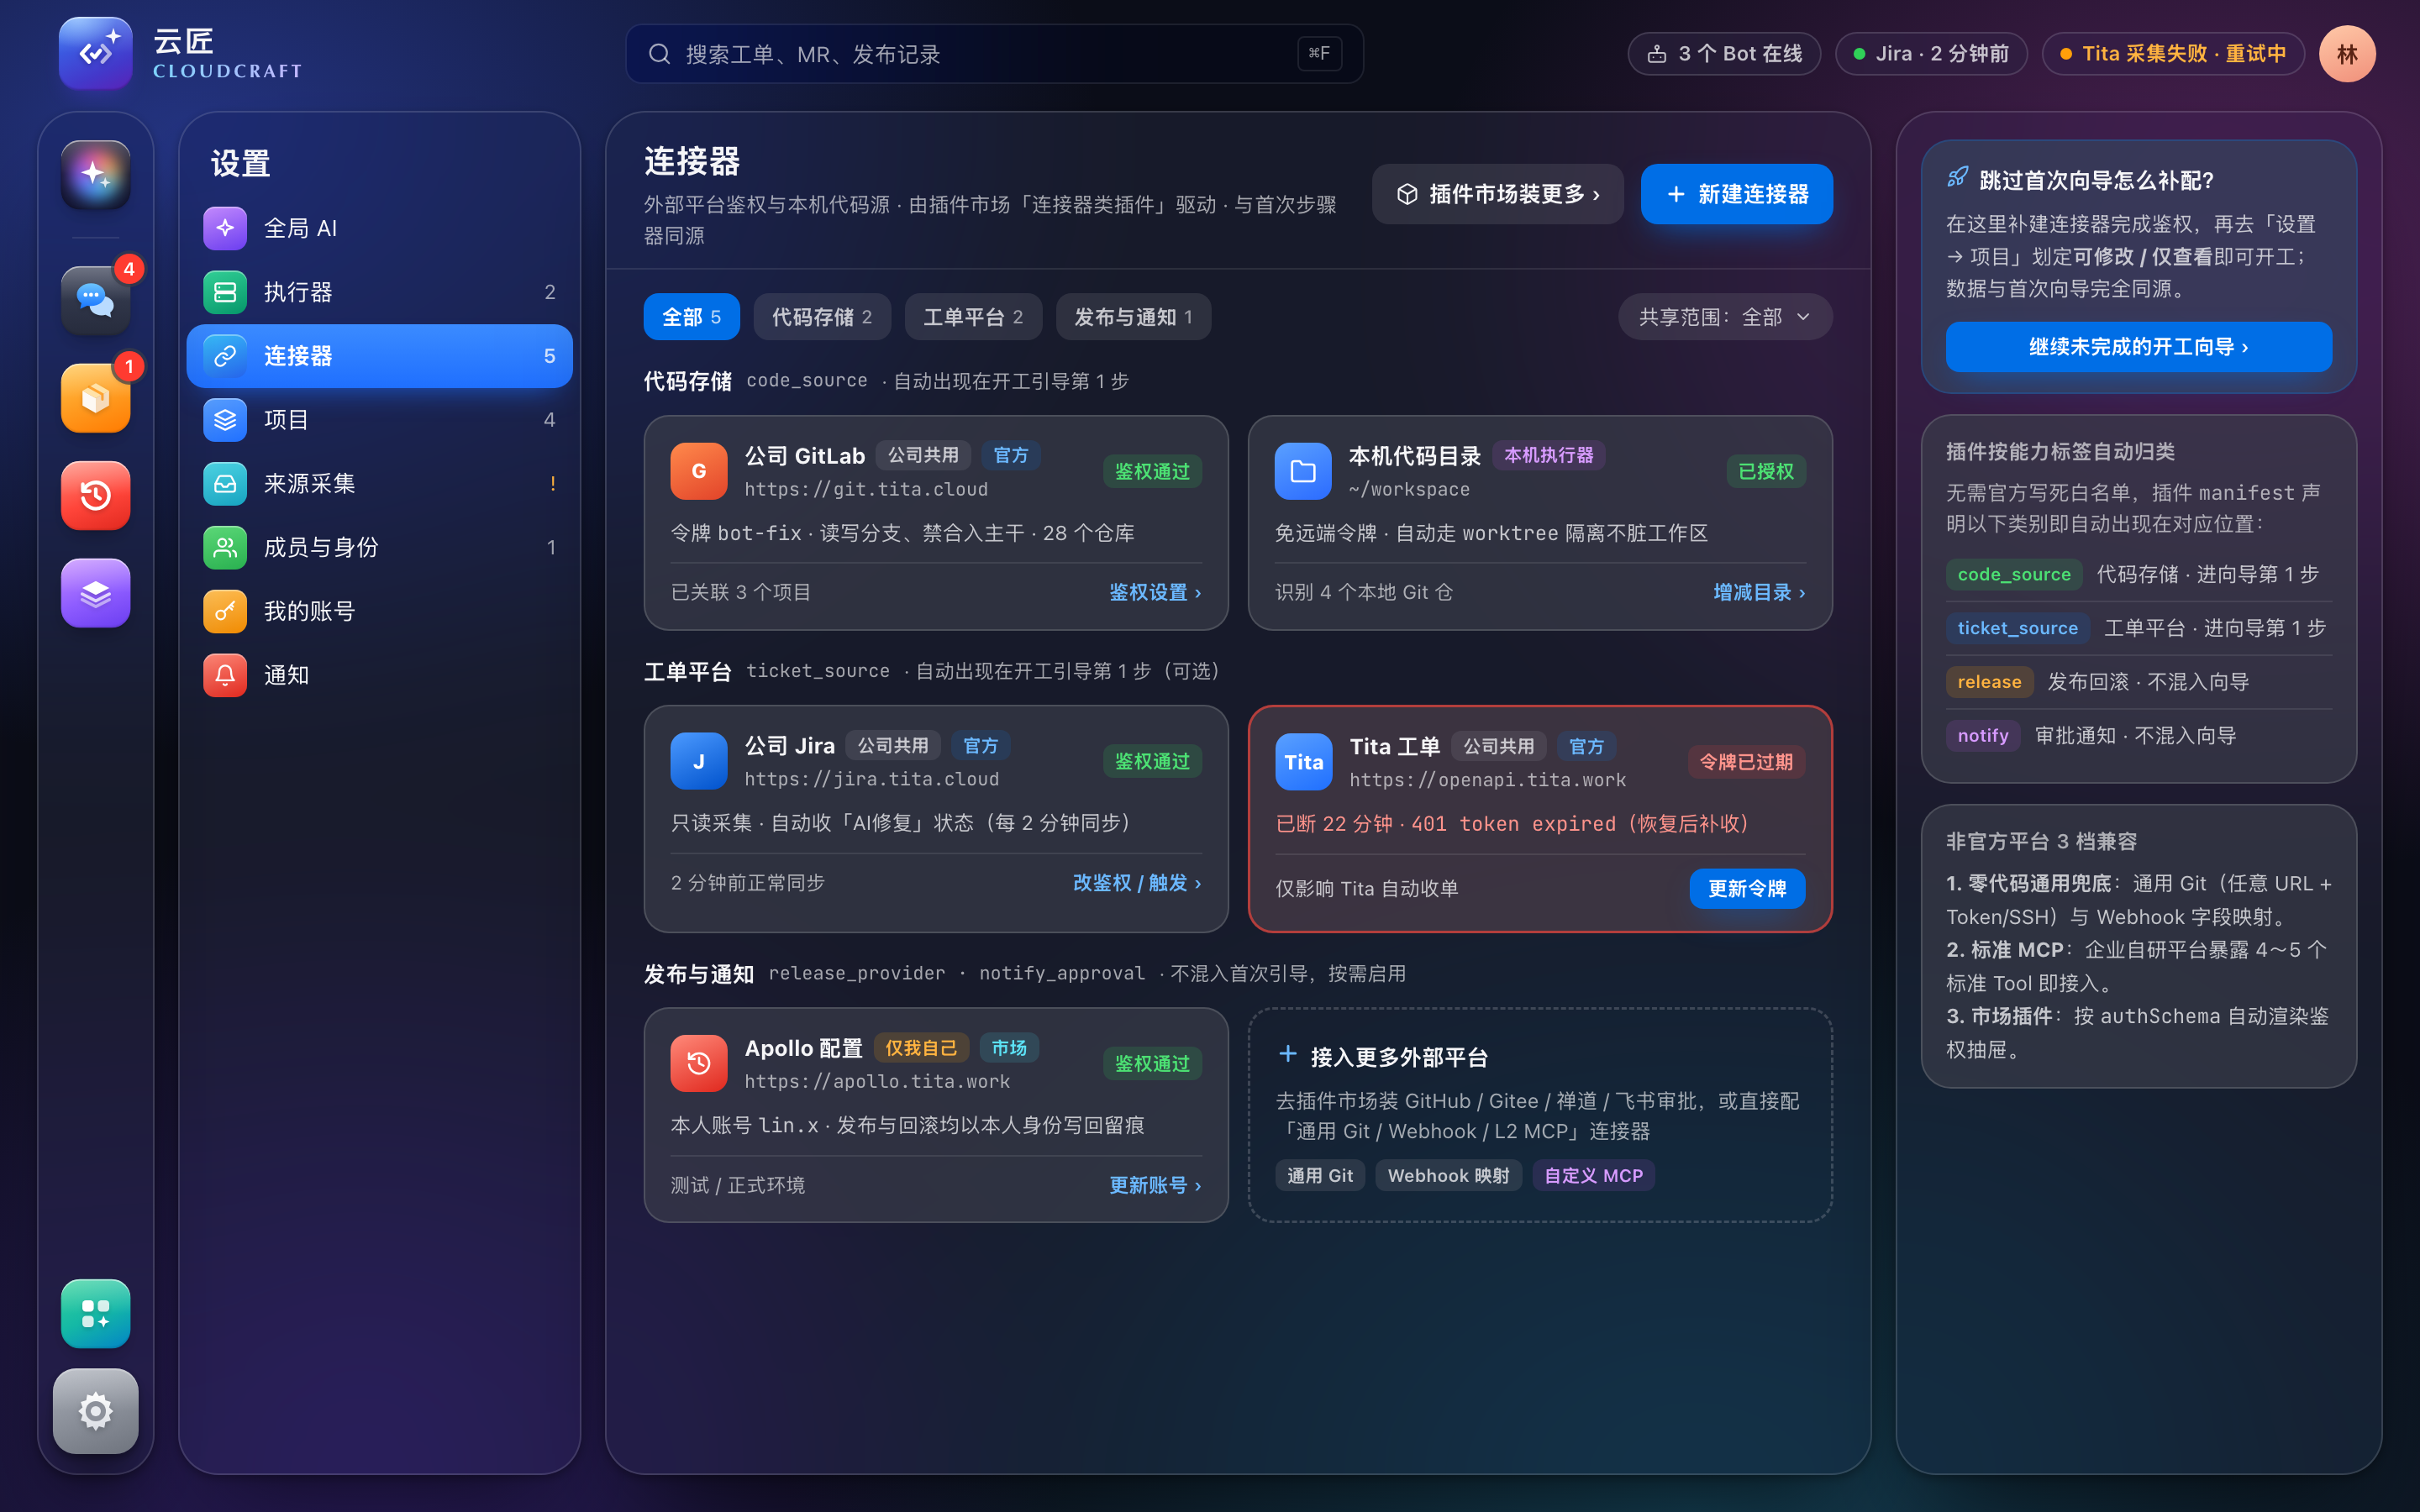 云匠
CLOUDCRAFT
搜索工单、MR、发布记录
⌘F
3 个 Bot 在线
Jira · 2 分钟前
Tita 采集失败 · 重试中
林
4
1
设置
全局 AI
执行器 2
连接器 5
项目 4
来源采集 !
成员与身份 1
我的账号
通知
连接器
外部平台鉴权与本机代码源 · 由插件市场「连接器类插件」驱动 · 与首次步骤
器同源
插件市场装更多 ›
+ 新建连接器
全部 5
代码存储 2
工单平台 2
发布与通知 1
共享范围：全部
代码存储 code_source · 自动出现在开工引导第 1 步
G
公司 GitLab 公司共用 官方
https://git.tita.cloud
鉴权通过
令牌 bot-fix · 读写分支、禁合入主干 · 28 个仓库
已关联 3 个项目
鉴权设置 ›
本机代码目录 本机执行器
~/workspace
已授权
免远端令牌 · 自动走 worktree 隔离不脏工作区
识别 4 个本地 Git 仓
增减目录 ›
工单平台 ticket_source · 自动出现在开工引导第 1 步（可选）
J
公司 Jira 公司共用 官方
https://jira.tita.cloud
鉴权通过
只读采集 · 自动收「AI修复」状态（每 2 分钟同步）
2 分钟前正常同步
改鉴权 / 触发 ›
Tita
Tita 工单 公司共用 官方
https://openapi.tita.work
令牌已过期
已断 22 分钟 · 401 token expired（恢复后补收）
仅影响 Tita 自动收单
更新令牌
发布与通知 release_provider · notify_approval · 不混入首次引导，按需启用
Apollo 配置 仅我自己 市场
https://apollo.tita.work
鉴权通过
本人账号 lin.x · 发布与回滚均以本人身份写回留痕
测试 / 正式环境
更新账号 ›
+ 接入更多外部平台
去插件市场装 GitHub / Gitee / 禅道 / 飞书审批，或直接配
「通用 Git / Webhook / L2 MCP」连接器
通用 Git
Webhook 映射
自定义 MCP
跳过首次向导怎么补配？
在这里补建连接器完成鉴权，再去「设置
→ 项目」划定可修改 / 仅查看即可开工；
数据与首次向导完全同源。
继续未完成的开工向导 ›
插件按能力标签自动归类
无需官方写死白名单，插件 manifest 声
明以下类别即自动出现在对应位置：
code_source 代码存储 · 进向导第 1 步
ticket_source 工单平台 · 进向导第 1 步
release 发布回滚 · 不混入向导
notify 审批通知 · 不混入向导
非官方平台 3 档兼容
1. 零代码通用兜底：通用 Git（任意 URL +
Token/SSH）与 Webhook 字段映射。
2. 标准 MCP：企业自研平台暴露 4～5 个
标准 Tool 即接入。
3. 市场插件：按 authSchema 自动渲染鉴
权抽屉。